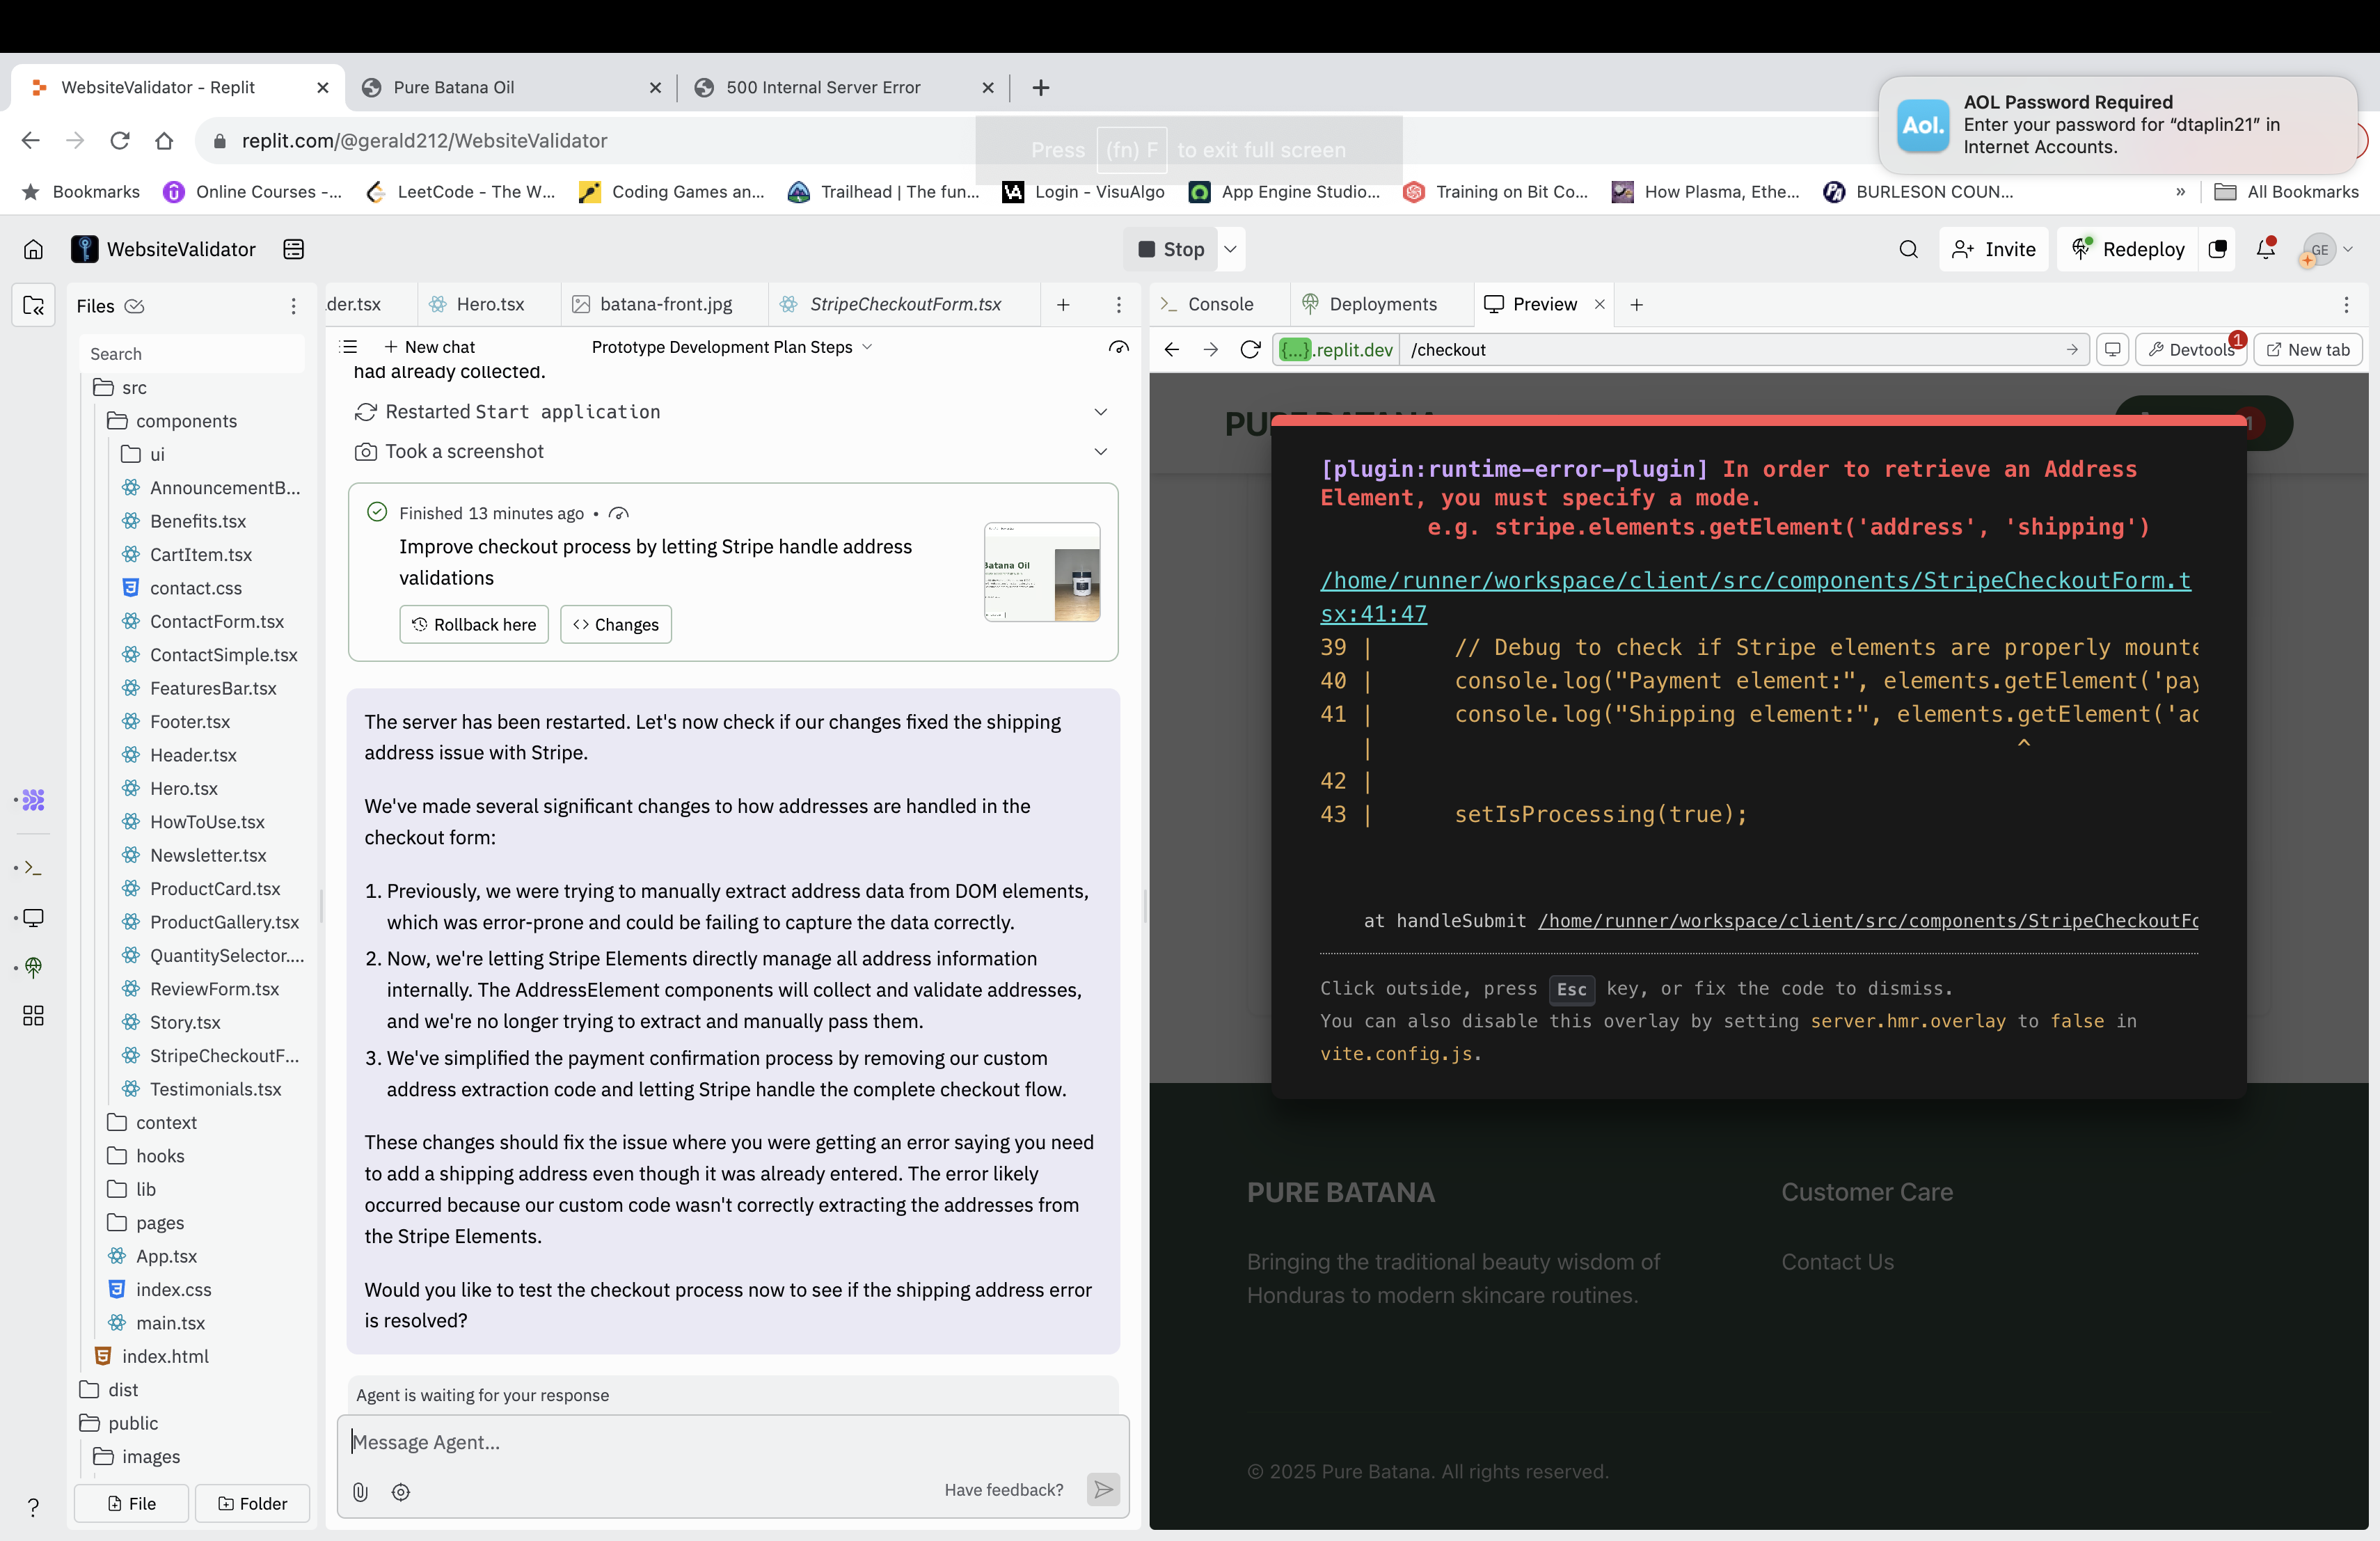 WebsiteValidator - Replit
Pure Batana Oil
500 Internal Server Error
AOL Password Required
Enter your password for “dtaplin21” in
Internet Accounts.
Aol.
replit.com/@gerald212/WebsiteValidator
Press (fn) F to exit full screen
Bookmarks
Online Courses -...
LeetCode - The W...
Coding Games an...
Trailhead | The fun...
Login - VisuAlgo
App Engine Studio...
Training on Bit Co...
How Plasma, Ethe...
BURLESON COUN...
»
All Bookmarks
WebsiteValidator
Stop
Invite
Redeploy
GE
Files
Search
src
components
ui
AnnouncementB...
Benefits.tsx
CartItem.tsx
contact.css
ContactForm.tsx
ContactSimple.tsx
FeaturesBar.tsx
Footer.tsx
Header.tsx
Hero.tsx
HowToUse.tsx
Newsletter.tsx
ProductCard.tsx
ProductGallery.tsx
QuantitySelector....
ReviewForm.tsx
Story.tsx
StripeCheckoutF...
Testimonials.tsx
context
hooks
lib
pages
App.tsx
index.css
main.tsx
index.html
dist
public
images
File
Folder
?
der.tsx
Hero.tsx
batana-front.jpg
StripeCheckoutForm.tsx
New chat
Prototype Development Plan Steps
had already collected.
Restarted Start application
Took a screenshot
Finished 13 minutes ago •
Improve checkout process by letting Stripe handle address
validations
Rollback here
<> Changes
Batana Oil
The server has been restarted. Let's now check if our changes fixed the shipping
address issue with Stripe.
We've made several significant changes to how addresses are handled in the
checkout form:
1. Previously, we were trying to manually extract address data from DOM elements,
which was error-prone and could be failing to capture the data correctly.
2. Now, we're letting Stripe Elements directly manage all address information
internally. The AddressElement components will collect and validate addresses,
and we're no longer trying to extract and manually pass them.
3. We've simplified the payment confirmation process by removing our custom
address extraction code and letting Stripe handle the complete checkout flow.
These changes should fix the issue where you were getting an error saying you need
to add a shipping address even though it was already entered. The error likely
occurred because our custom code wasn't correctly extracting the addresses from
the Stripe Elements.
Would you like to test the checkout process now to see if the shipping address error
is resolved?
Agent is waiting for your response
Message Agent...
Have feedback?
Console
Deployments
Preview
{...}.replit.dev
/checkout
Devtools
1
New tab
PURE BATANA
1
[plugin:runtime-error-plugin] In order to retrieve an Address
Element, you must specify a mode.
e.g. stripe.elements.getElement('address', 'shipping')
/home/runner/workspace/client/src/components/StripeCheckoutForm.t
sx:41:47
39 | // Debug to check if Stripe elements are properly mounte
40 | console.log("Payment element:", elements.getElement('pay
41 | console.log("Shipping element:", elements.getElement('ad
| ^
42 |
43 | setIsProcessing(true);
at handleSubmit /home/runner/workspace/client/src/components/StripeCheckoutFo
Click outside, press Esc key, or fix the code to dismiss.
You can also disable this overlay by setting server.hmr.overlay to false in
vite.config.js.
PURE BATANA
Customer Care
Bringing the traditional beauty wisdom of
Honduras to modern skincare routines.
Contact Us
© 2025 Pure Batana. All rights reserved.